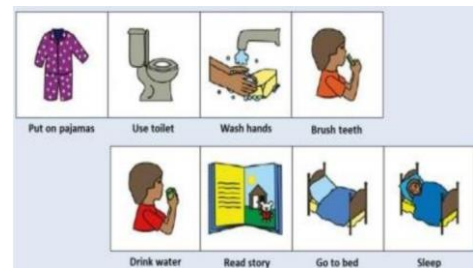 Put on pajamas Use toilet Wash hands Brush teeth
Drink water Read story Go to bed Sleep